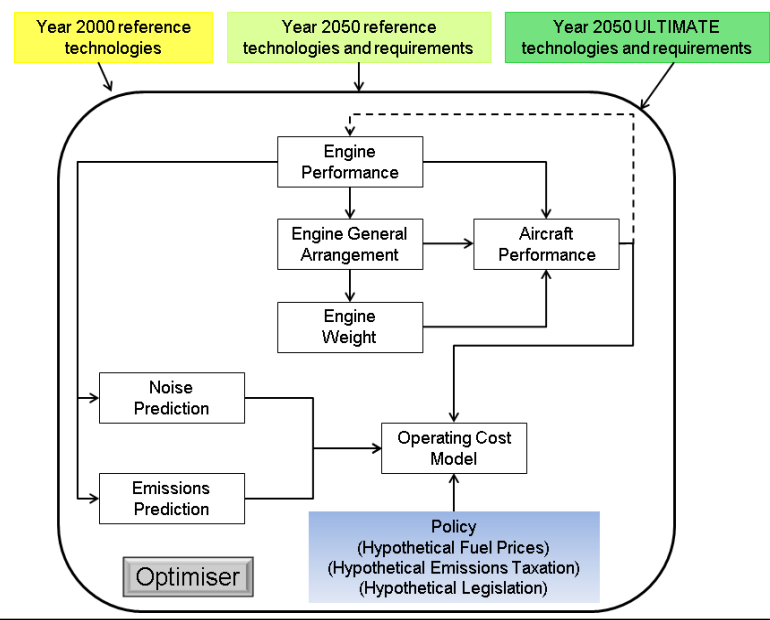 Year 2000 reference
technologies
Year 2050 reference
technologies and requirements
Year 2050 ULTIMATE
technologies and requirements
Engine
Performance
Engine General
Arrangement
Aircraft
Performance
Engine
Weight
Noise
Prediction
Operating Cost
Model
Emissions
Prediction
Policy
(Hypothetical Fuel Prices)
(Hypothetical Emissions Taxation)
(Hypothetical Legislation)
Optimiser